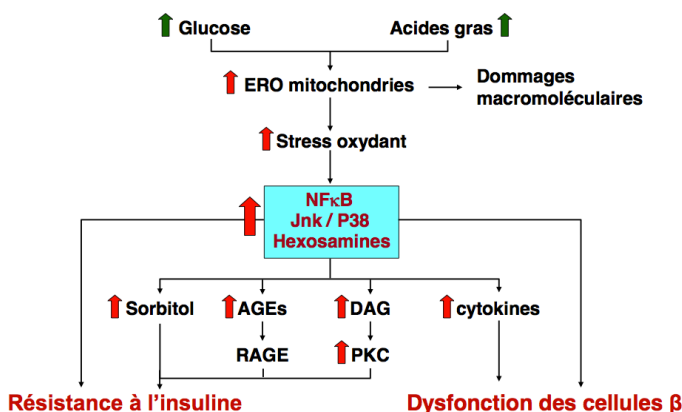 Glucose
Acides gras
ERO mitochondries
Dommages
macromoléculaires
Stress oxydant
NFκB
Jnk / P38
Hexosamines
Sorbitol
AGEs
DAG
cytokines
RAGE
PKC
Résistance à l’insuline
Dysfonction des cellules β